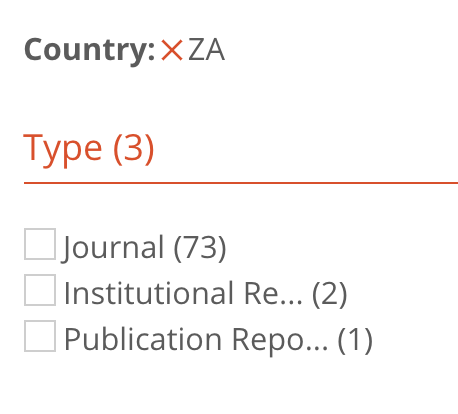 Country: ×ZA
Type (3)
Journal (73)
Institutional Re... (2)
Publication Repo... (1)